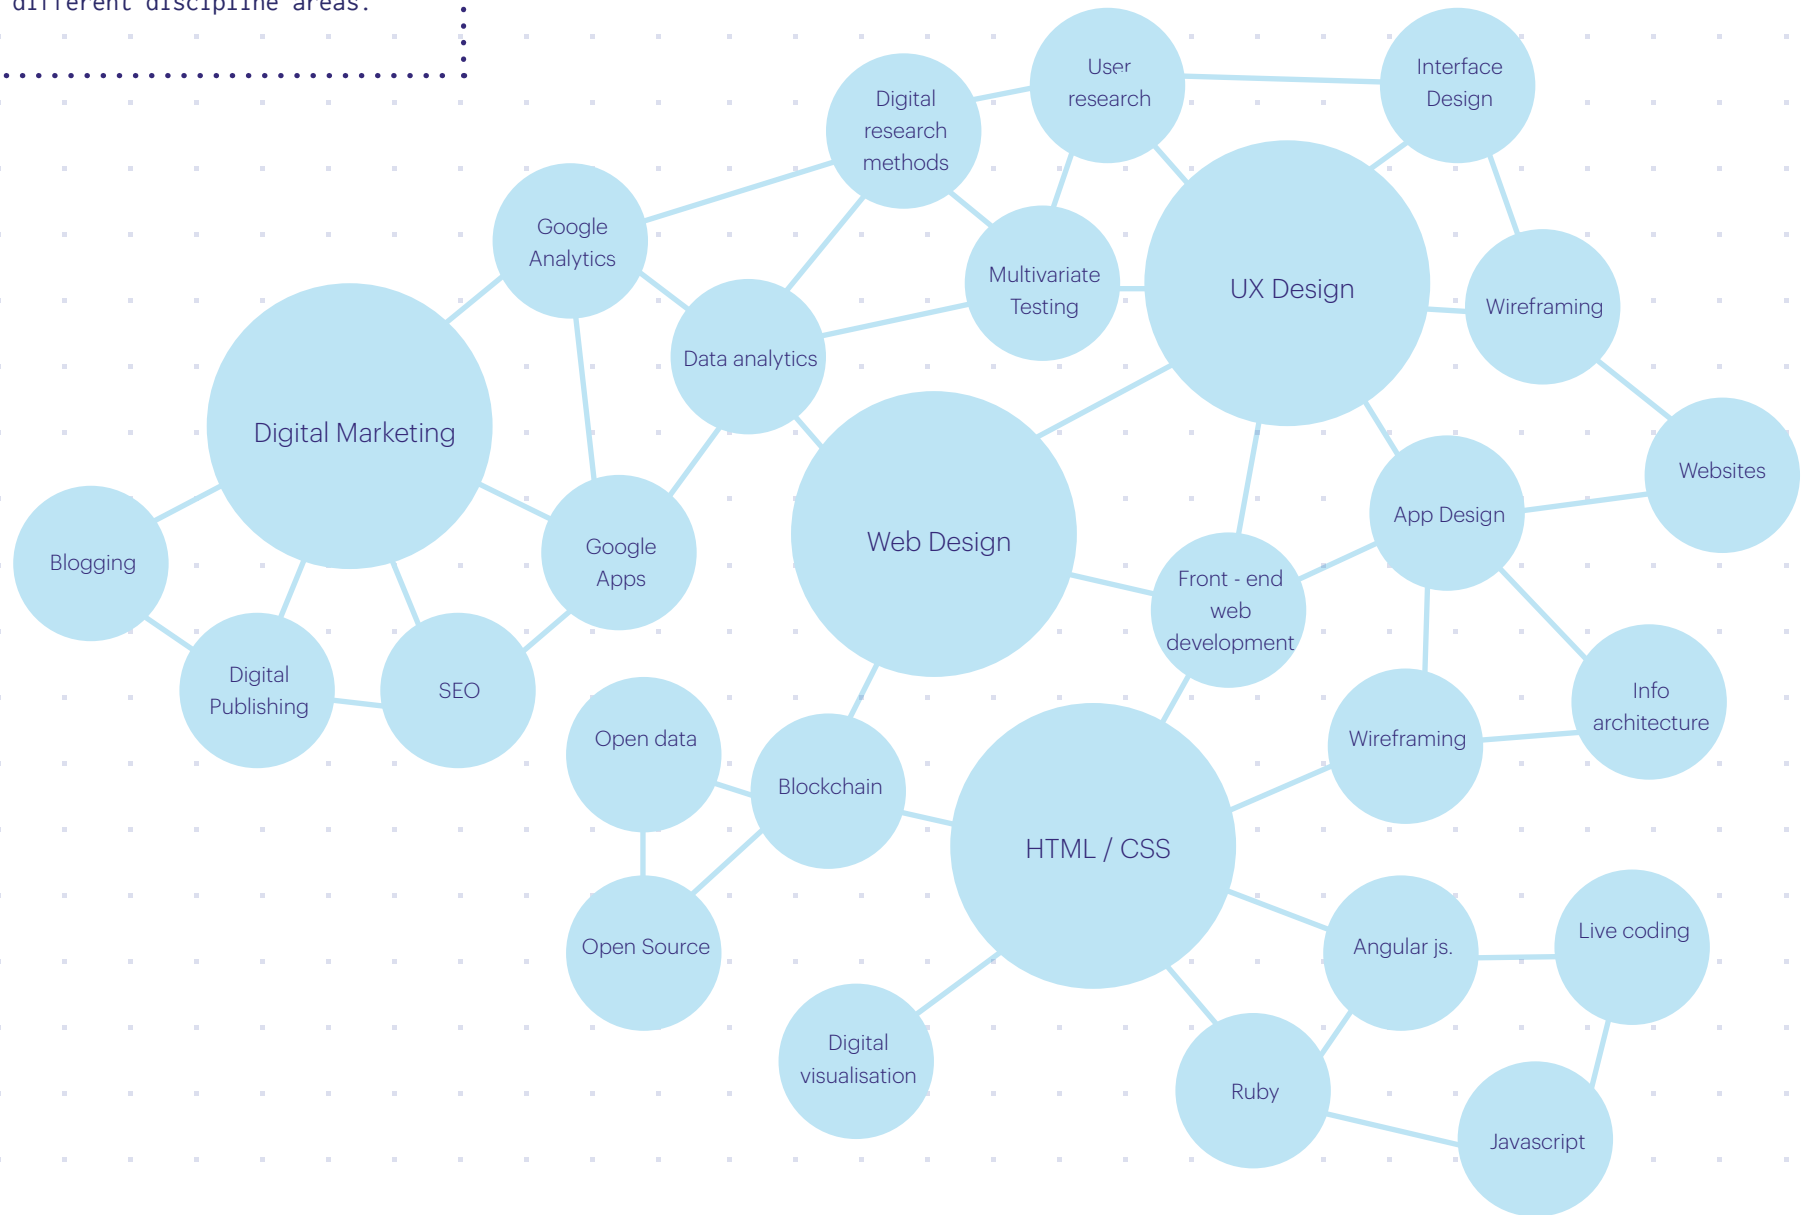 different discipline areas.
User
research
Interface
Design
Digital
research
methods
Google
Analytics
Multivariate
Testing
UX Design
Wireframing
Data analytics
Digital Marketing
Websites
App Design
Web Design
Google
Apps
Blogging
Front - end
web
development
Digital
Publishing
SEO
Info
architecture
Open data
Wireframing
Blockchain
HTML / CSS
Live coding
Open Source
Angular js.
Digital
visualisation
Ruby
Javascript